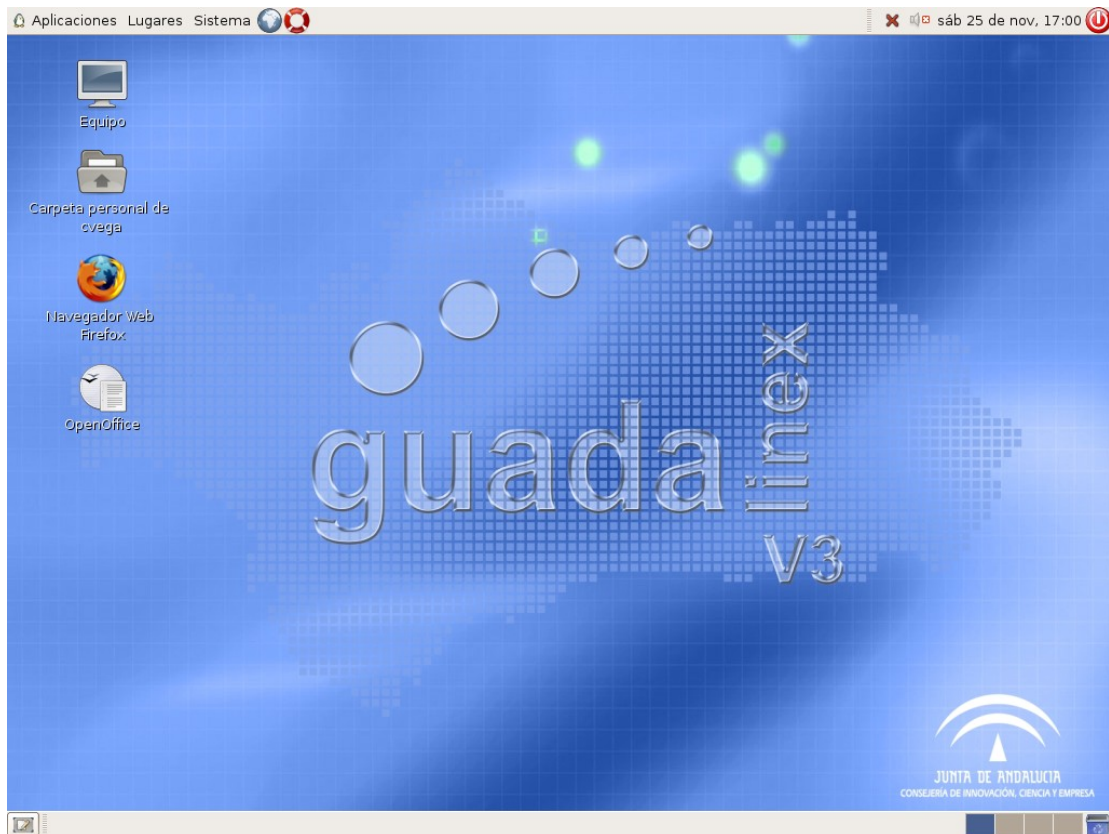 Aplicaciones Lugares Sistema
sáb 25 de nov, 17:00
Equipo
Carpeta personal de
cvega
Navegador Web
Firefox
OpenOffice
guada
linex
v3
JUNTA DE ANDALUCIA
CONSEJERÍA DE INNOVACIÓN, CIENCIA Y EMPRESA